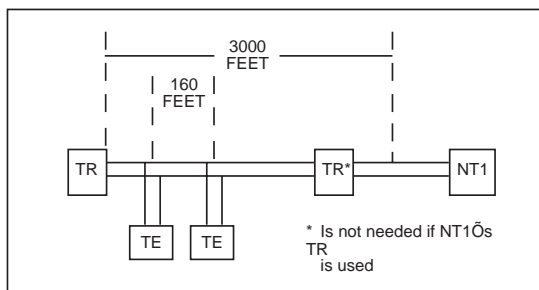 3000
FEET
160
FEET
TR
TR*
NT1
TE
TE
* Is not needed if NT1Õs
TR
is used